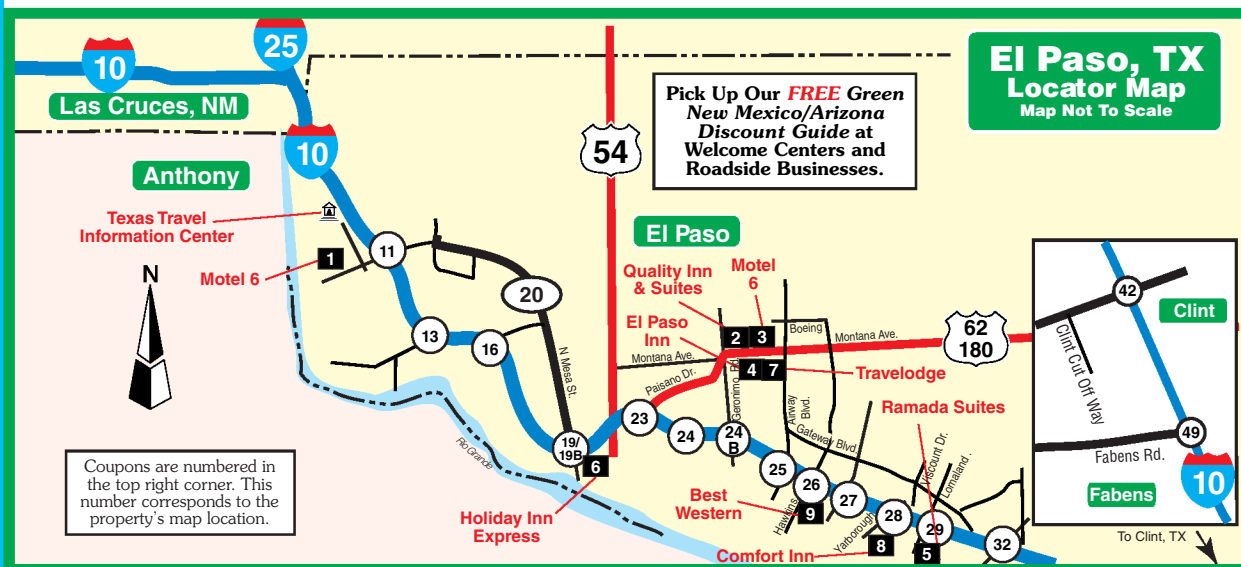 El Paso, TX
Locator Map
Map Not To Scale
10
25
Las Cruces, NM
10
Anthony
Pick Up Our FREE Green
New Mexico/Arizona
Discount Guide at
Welcome Centers and
Roadside Businesses.
54
Texas Travel
Information Center
Motel 6
1
11
N
20
13
16
N Mesa St.
19/
19B
6
Rio Grande
Coupons are numbered in
the top right corner. This
number corresponds to the
property's map location.
Holiday Inn
Express
El Paso
Quality Inn
& Suites
Motel
6
El Paso
Inn
2
3
Boeing
Montana Ave.
Montana Ave.
62
180
4
7
Travelodge
Paisano Dr.
Geronimo Rd.
Airway
Blvd.
Gateway Blvd.
Ramada Suites
Viscount Dr.
Lomaland.
23
24
24
B
25
26
27
28
29
32
Hawkins
9
Best
Western
Yarborough
8
Comfort Inn
5
42
Clint
Clint Cut Off Way
49
Fabens Rd.
Fabens
10
To Clint, TX